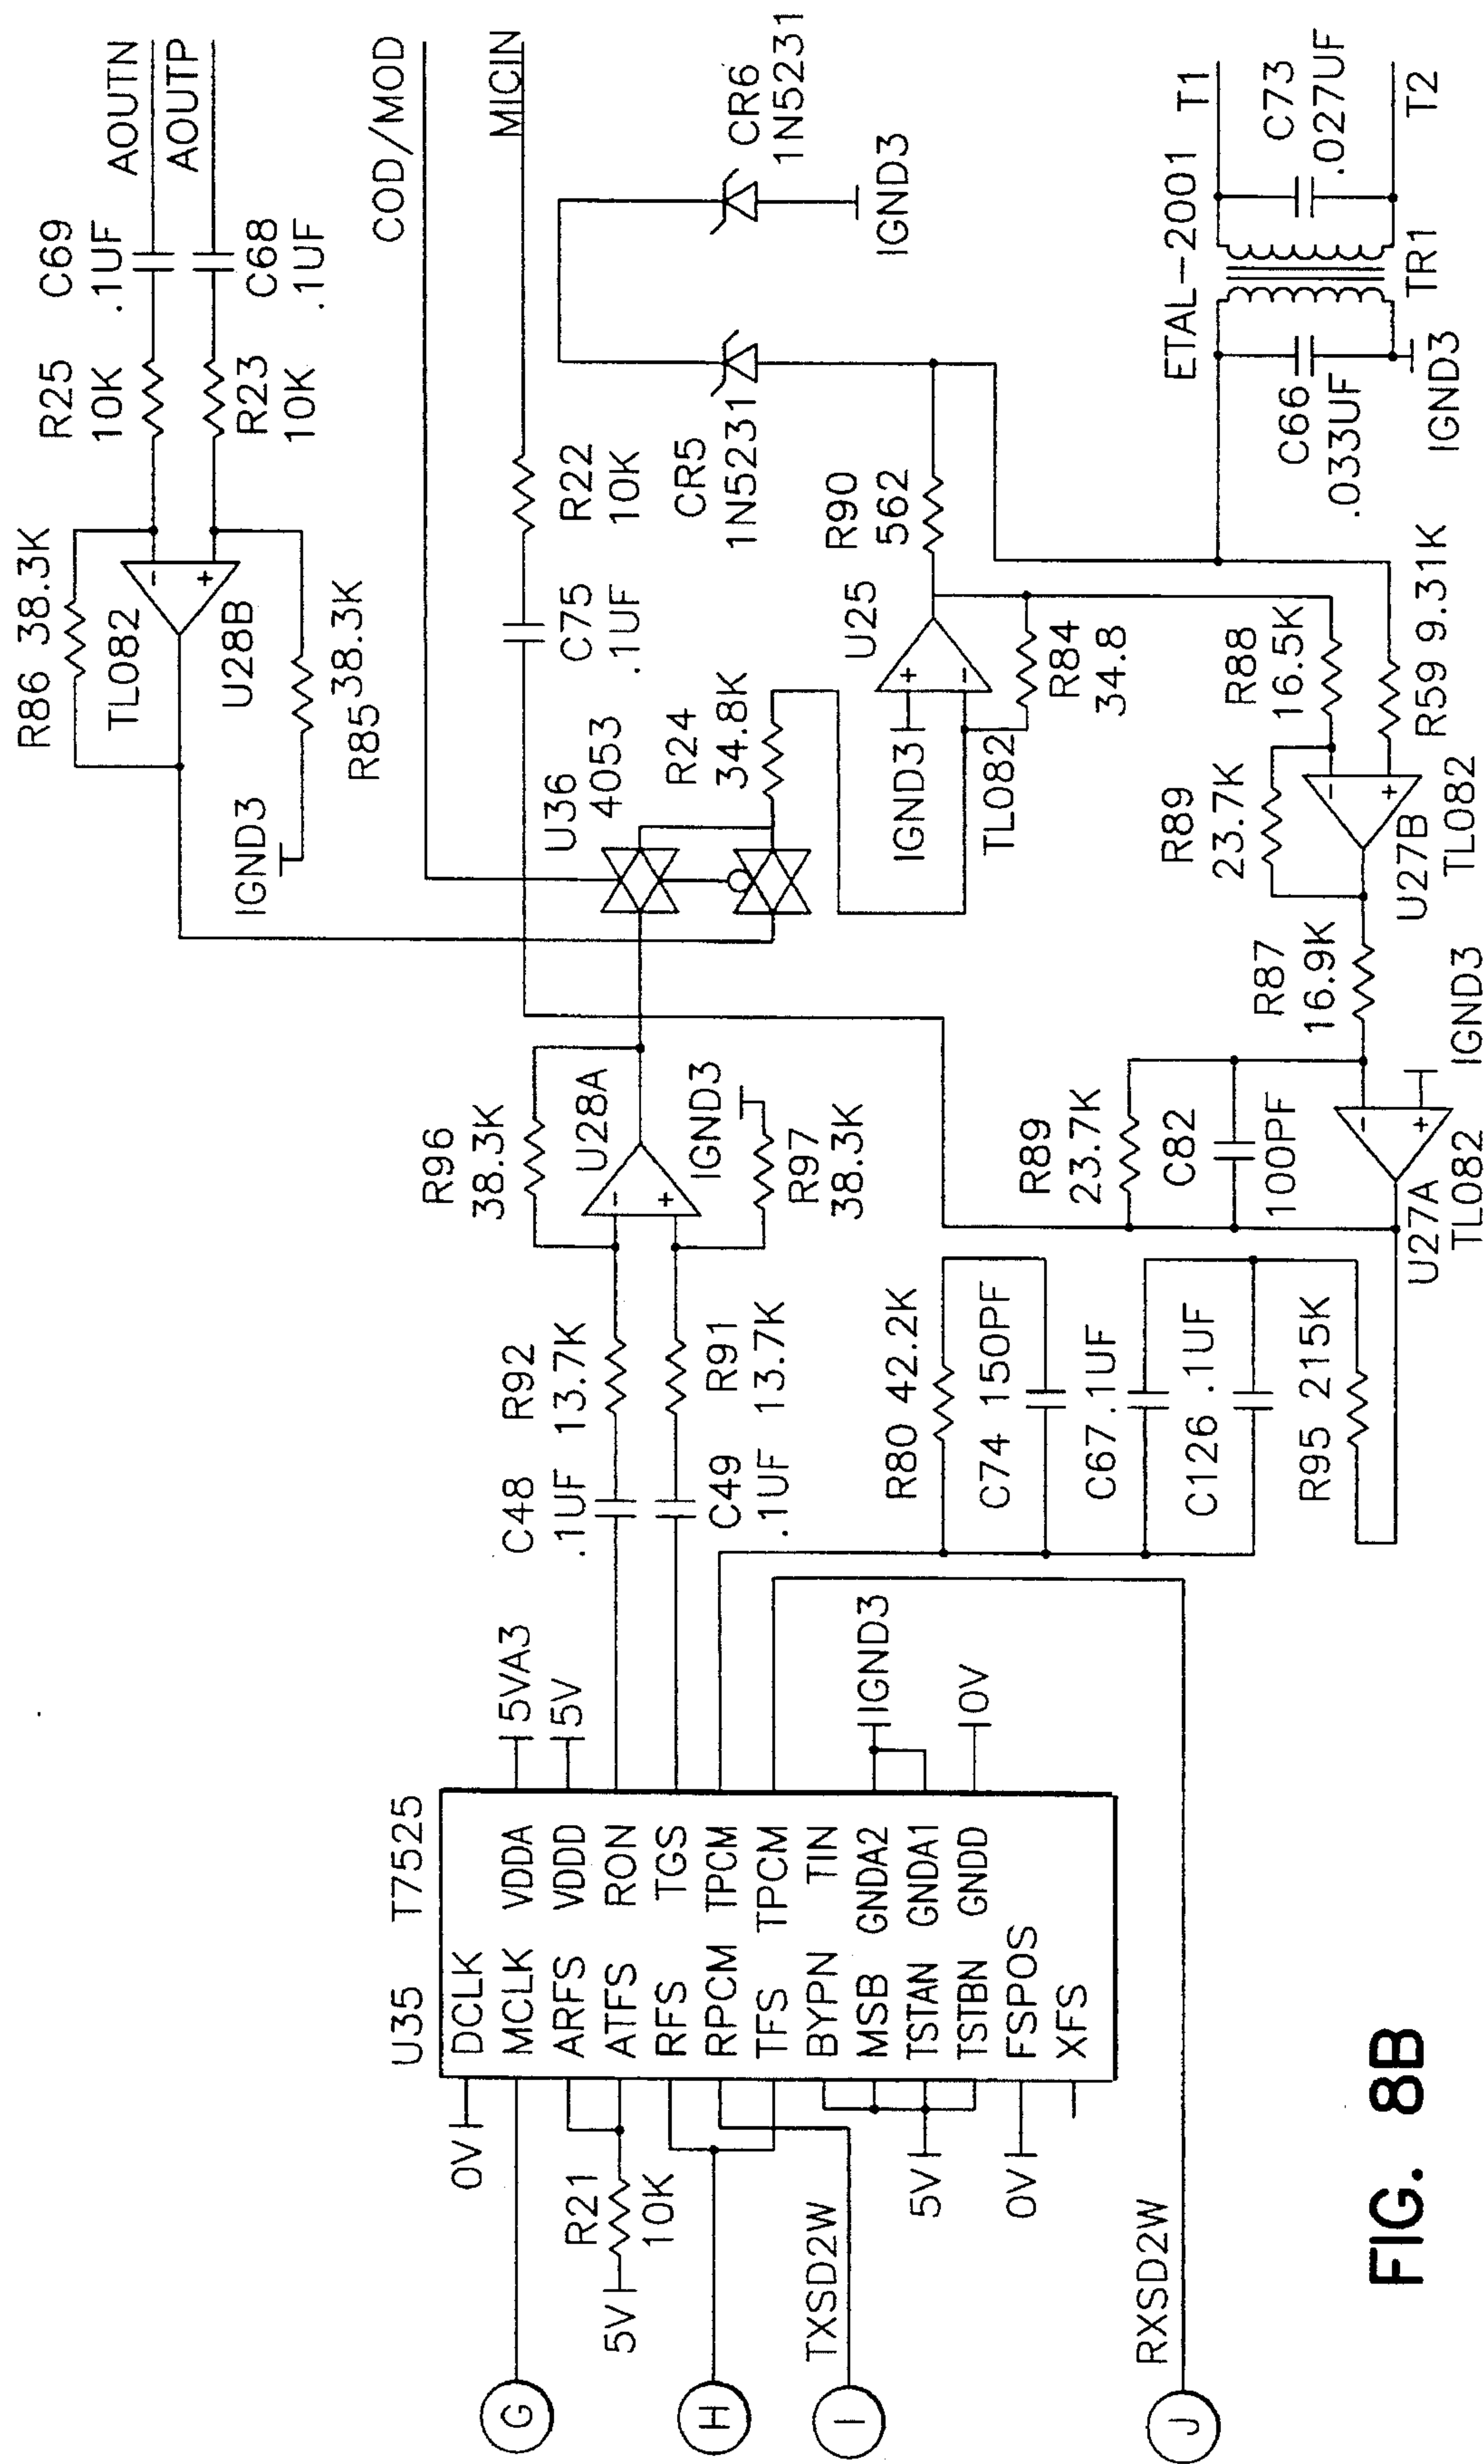 R86 38.3K
TL082
U28B
R85 38.3K
IGND3
R25
10K
C69
.1UF
AOUTN
AOUTP
R23
10K
C68
.1UF
COD/MOD
MICIN
R22
10K
C75
.1UF
U36
4053
R24
34.8K
CR5
1N5231
CR6
1N5231
IGND3
U25
R90
562
IGND3
TL082
R84
34.8
ETAL-2001
T1
C73
.027UF
T2
TR1
C66
.033UF
IGND3
R88
16.5K
R59 9.31K
R89
23.7K
U27B
TL082
R87
16.9K
IGND3
R89
23.7K
C82
100PF
U27A
TL082
R96
38.3K
U28A
IGND3
R97
38.3K
C48
.1UF
R92
13.7K
C49
.1UF
R91
13.7K
R80 42.2K
C74 150PF
C67 .1UF
C126 .1UF
R95 215K
U35 T7525
DCLK
MCLK VDDA
ARFS VDDD
ATFS RON
RFS TGS
RPCM TPCM
TFS TPCM
BYPN TIN
MSB GNDA2
TSTAN GNDA1
TSTBN GNDD
FSPOS
XFS
5VA3
5V
IGND3
0V
0V
R21
10K
5V
5V
0V
G
H
I
J
TXSD2W
RXSD2W
- +
- +
+ -
- +
- +
FIG. 8B